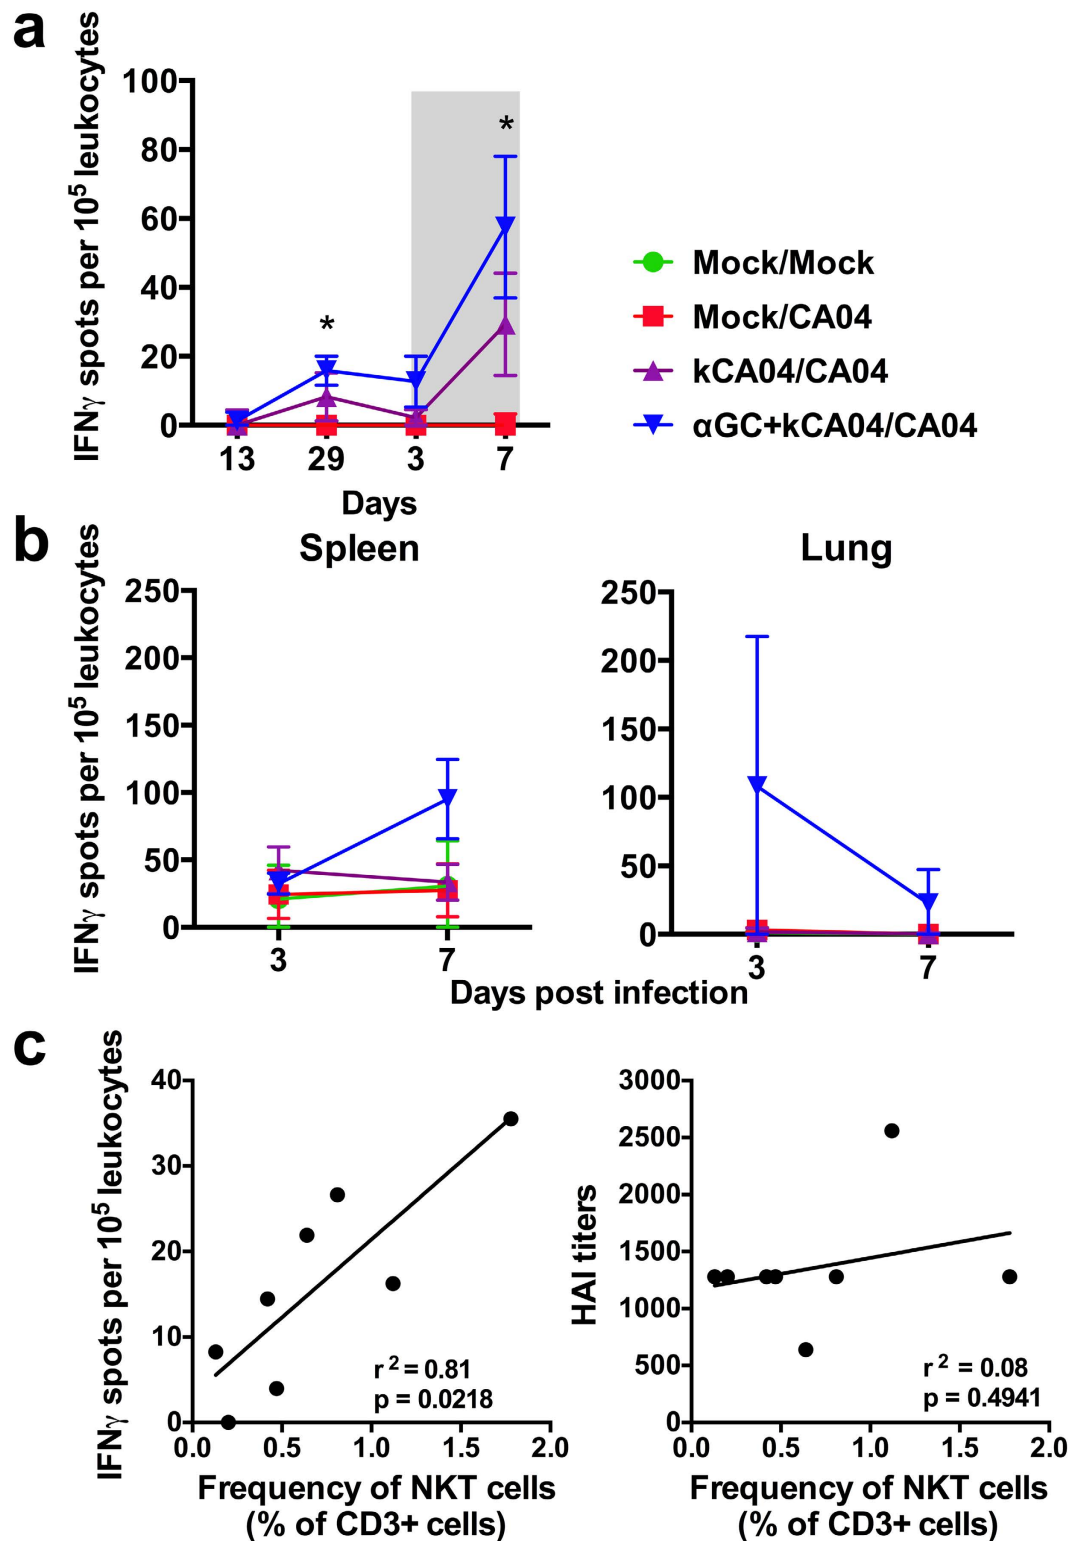 a
IFNγ spots per 10⁵ leukocytes
100
80
60
40
20
0
*
*
13 29 3 7
Days
Mock/Mock
Mock/CA04
kCA04/CA04
αGC+kCA04/CA04
b
Spleen
IFNγ spots per 10⁵ leukocytes
250
200
150
100
50
0
3 7
Lung
250
200
150
100
50
0
3 7
Days post infection
c
IFNγ spots per 10⁵ leukocytes
40
30
20
10
0
r² = 0.81
p = 0.0218
0.0 0.5 1.0 1.5 2.0
Frequency of NKT cells
(% of CD3+ cells)
HAI titers
3000
2500
2000
1500
1000
500
0
r² = 0.08
p = 0.4941
0.0 0.5 1.0 1.5 2.0
Frequency of NKT cells
(% of CD3+ cells)